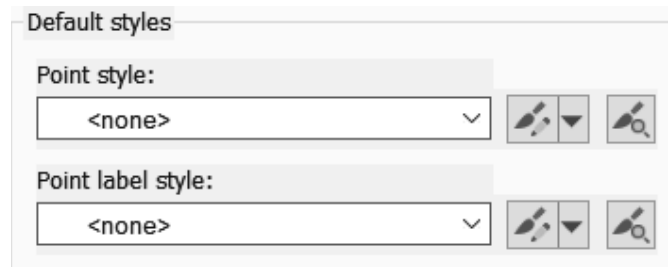 Default styles
Point style:
<none>
Point label style:
<none>